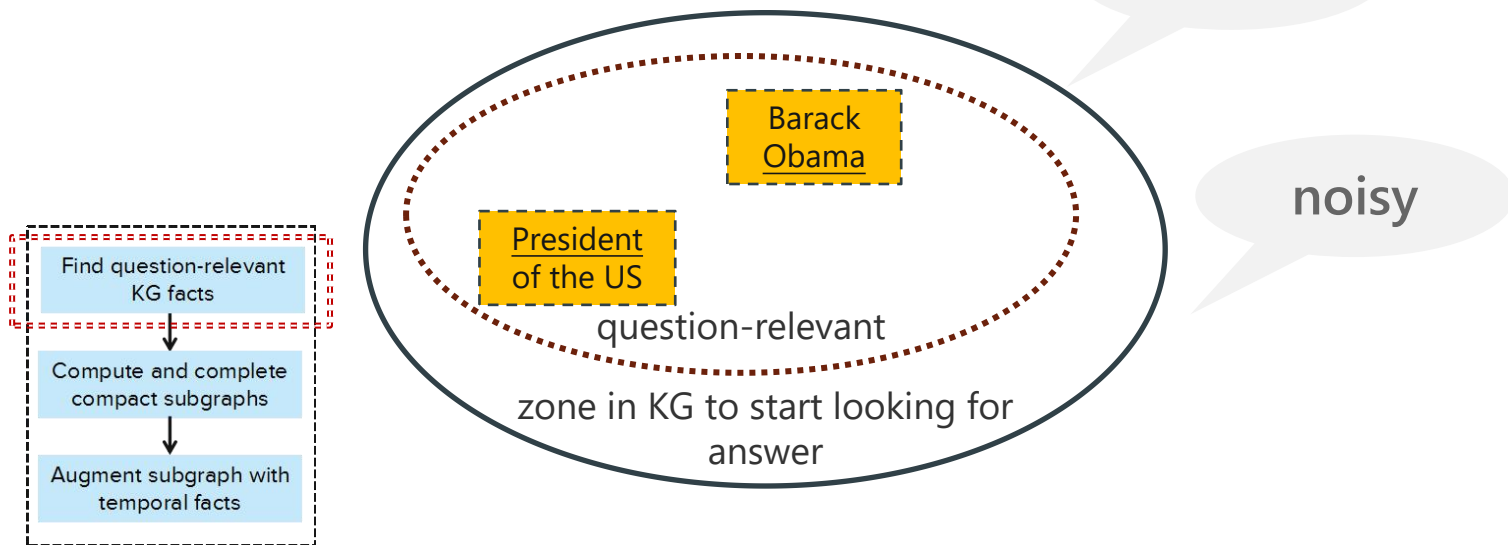 Barack
Obama
noisy
President
of the US
Find question-relevant
KG facts
question-relevant
Compute and complete
compact subgraphs
zone in KG to start looking for
answer
Augment subgraph with
temporal facts